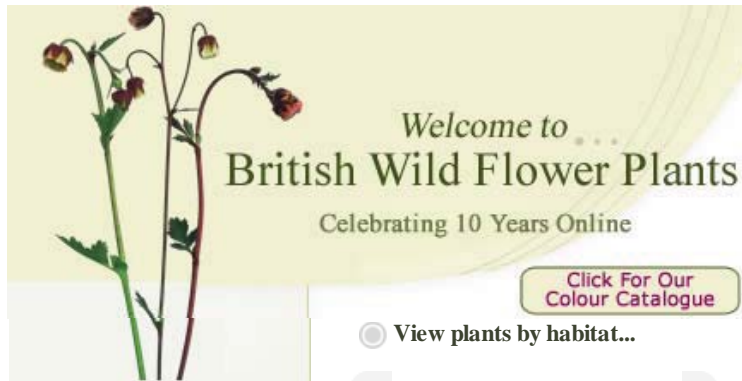 Welcome to ...
British Wild Flower Plants
Celebrating 10 Years Online
Click For Our
Colour Catalogue
View plants by habitat...